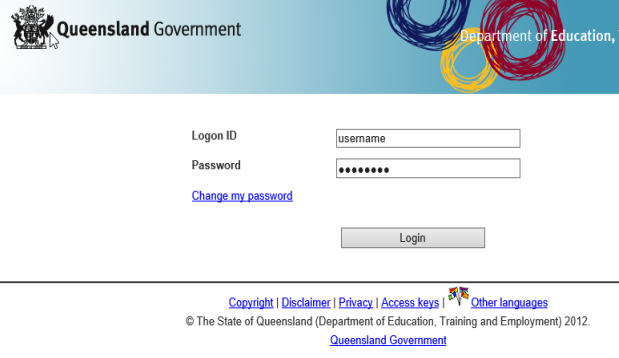 Queensland Government
Department of Education,
Logon ID
username
Password
●●●●●●●●
Change my password
Login
Copyright | Disclaimer | Privacy | Access keys | Other languages
© The State of Queensland (Department of Education, Training and Employment) 2012.
Queensland Government